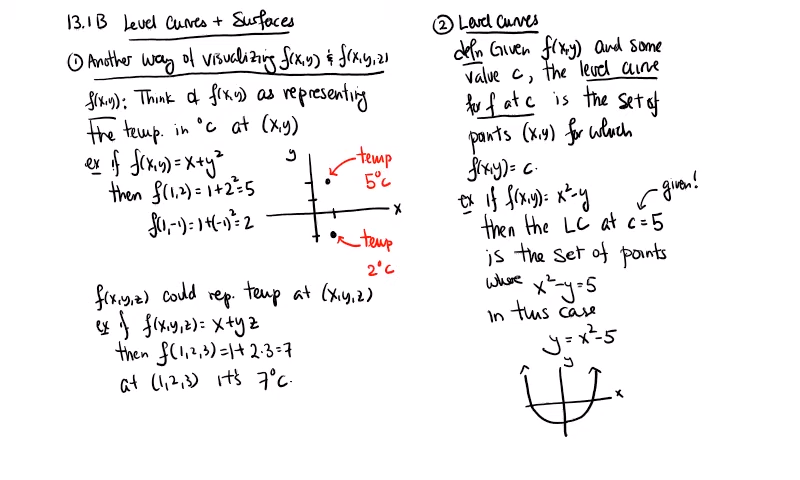 13.1B Level Curves + Surfaces
① Another way of visualizing f(x,y) & f(x,y,z)
f(x,y): Think of f(x,y) as representing
the temp. in °C at (x,y)
ex if f(x,y)=x+y²
then f(1,2)=1+2²=5
f(1,-1)=1+(-1)²=2
y
temp
5°C
x
temp
2°C
f(x,y,z) could rep. temp at (x,y,z)
ex if f(x,y,z)=x+yz
then f(1,2,3)=1+2·3=7
at (1,2,3) it's 7°C.
② Level Curves
defn Given f(x,y) and some
value c, the level curve
for f at c is the set of
points (x,y) for which
f(x,y)=c.
given!
ex if f(x,y)=x²-y
then the LC at c=5
is the set of points
where x²-y=5
in this case
y=x²-5
y
x